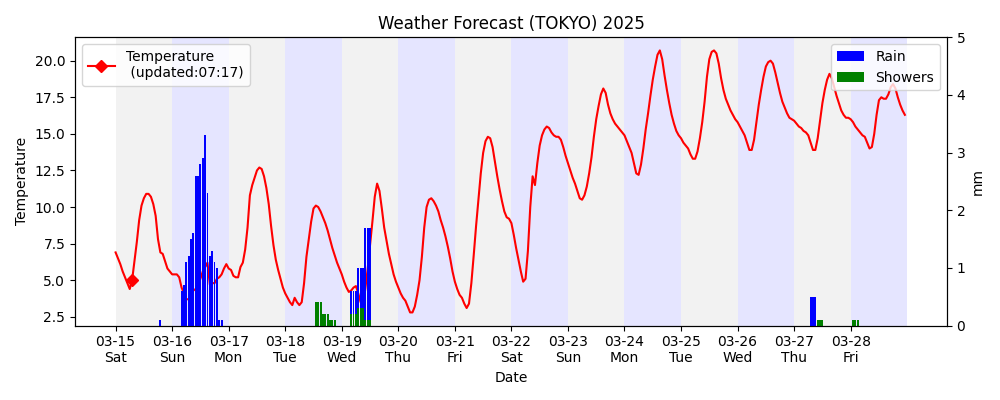 Weather Forecast (TOKYO) 2025
Temperature
(updated:07:17)
Rain
Showers
Temperature
20.0
17.5
15.0
12.5
10.0
7.5
5.0
2.5
5
4
3
2
1
0
mm
03-15 03-16 03-17 03-18 03-19 03-20 03-21 03-22 03-23 03-24 03-25 03-26 03-27 03-28
Sat Sun Mon Tue Wed Thu Fri Sat Sun Mon Tue Wed Thu Fri
Date